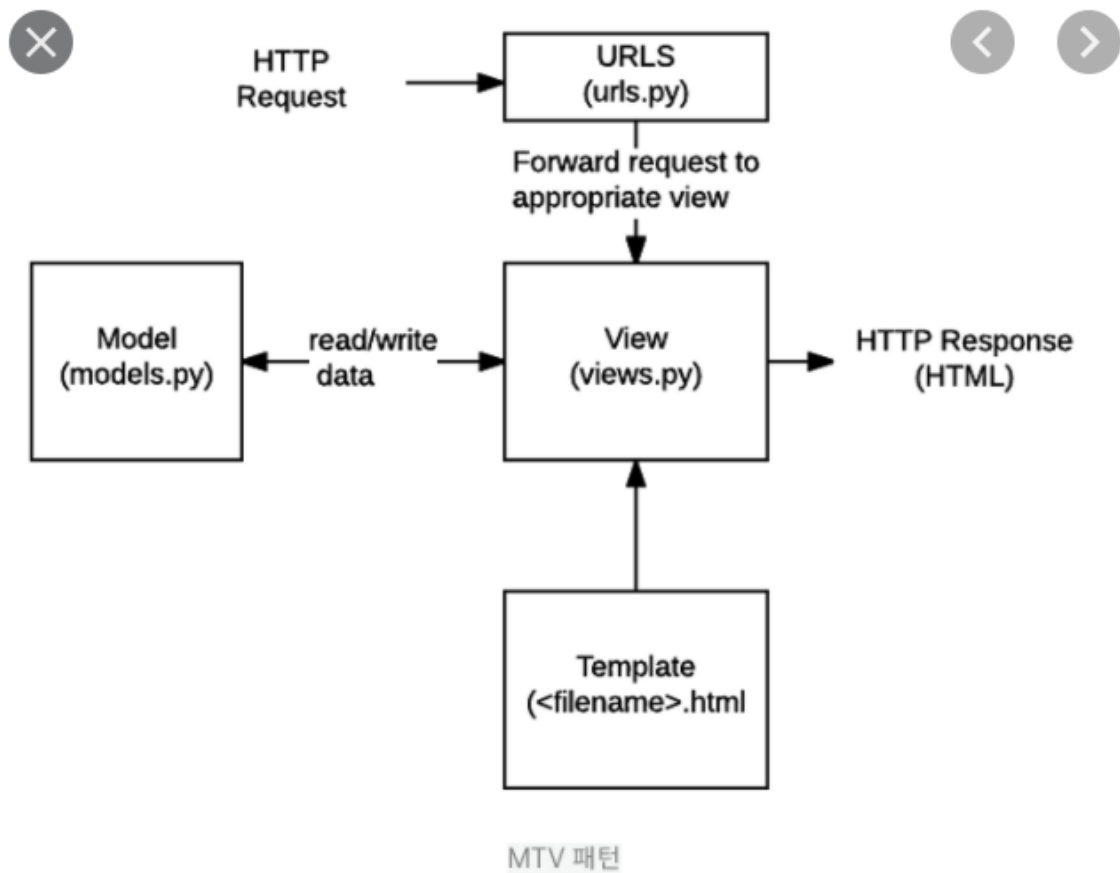 HTTP
Request
URLS
(urls.py)
Forward request to
appropriate view
Model
(models.py)
read/write
data
View
(views.py)
HTTP Response
(HTML)
Template
(<filename>.html
MTV 패턴